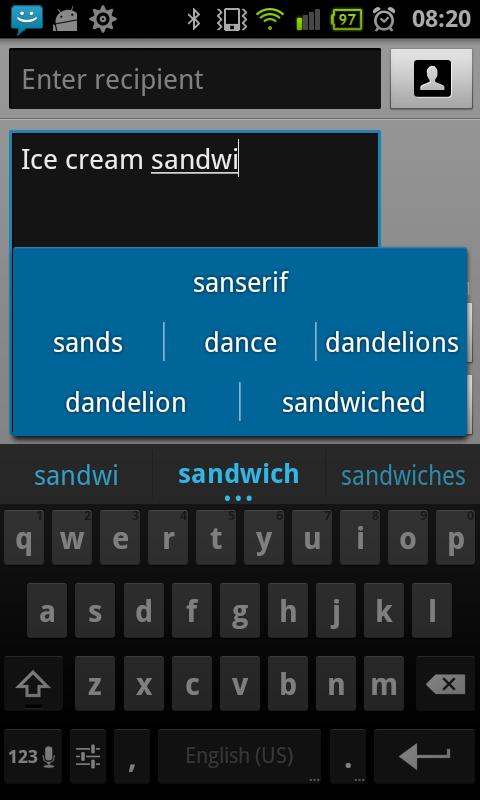 97 08:20
Enter recipient
Ice cream sandwi
sanserif
sands dance dandelions
dandelion sandwiched
sandwi sandwich sandwiches
1 2 3 4 5 6 7 8 9 0
q w e r t y u i o p
a s d f g h j k l
z x c v b n m
123 , English (US) .